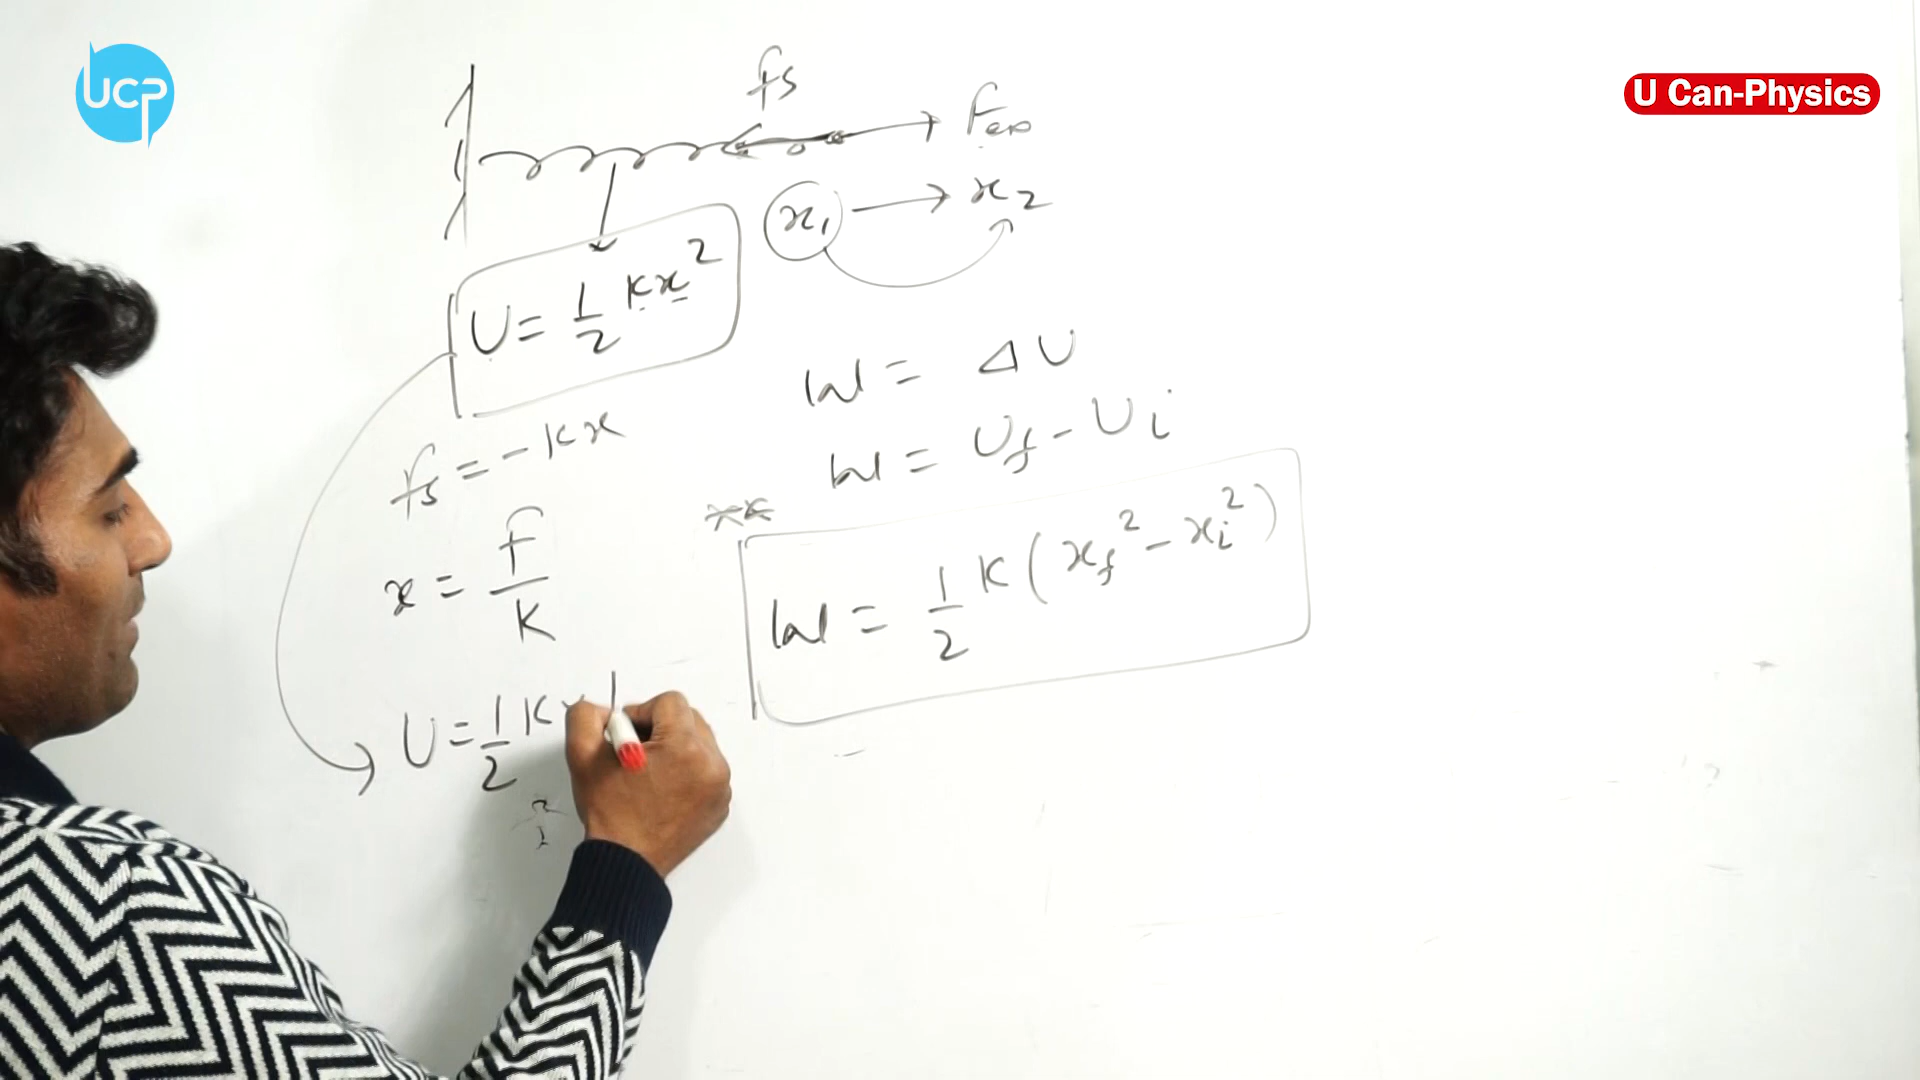 UCP
U Can-Physics
fs
Fex
x₁ → x₂
U = 1/2 Kx²
W = ΔU
fs = -Kx
W = Uf - Ui
x = f/K
W = 1/2 K(xf² - xi²)
U = 1/2 K